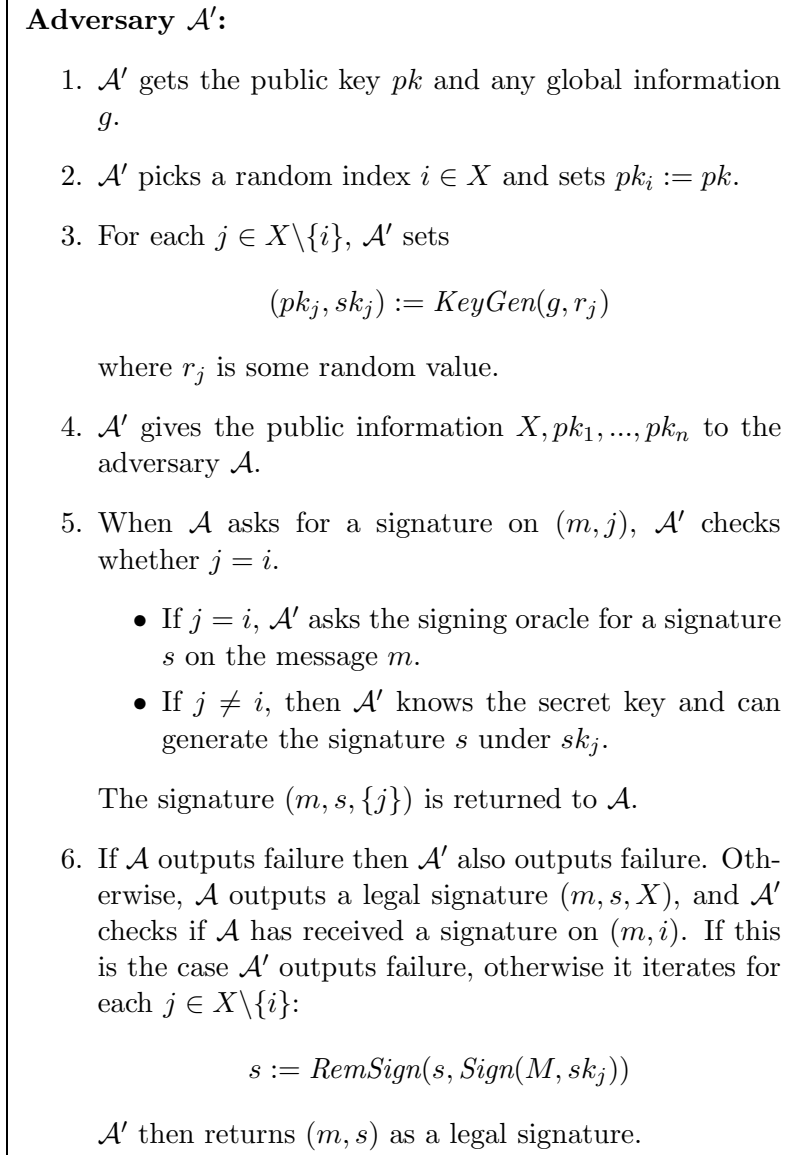 Adversary 𝒜′:
1. 𝒜′ gets the public key pk and any global information
g.
2. 𝒜′ picks a random index i ∈ X and sets pk_i := pk.
3. For each j ∈ X\{i}, 𝒜′ sets
(pk_j, sk_j) := KeyGen(g, r_j)
where r_j is some random value.
4. 𝒜′ gives the public information X, pk_1, ..., pk_n to the
adversary 𝒜.
5. When 𝒜 asks for a signature on (m, j), 𝒜′ checks
whether j = i.
• If j = i, 𝒜′ asks the signing oracle for a signature
s on the message m.
• If j ≠ i, then 𝒜′ knows the secret key and can
generate the signature s under sk_j.
The signature (m, s, {j}) is returned to 𝒜.
6. If 𝒜 outputs failure then 𝒜′ also outputs failure. Oth-
erwise, 𝒜 outputs a legal signature (m, s, X), and 𝒜′
checks if 𝒜 has received a signature on (m, i). If this
is the case 𝒜′ outputs failure, otherwise it iterates for
each j ∈ X\{i}:
s := RemSign(s, Sign(M, sk_j))
𝒜′ then returns (m, s) as a legal signature.